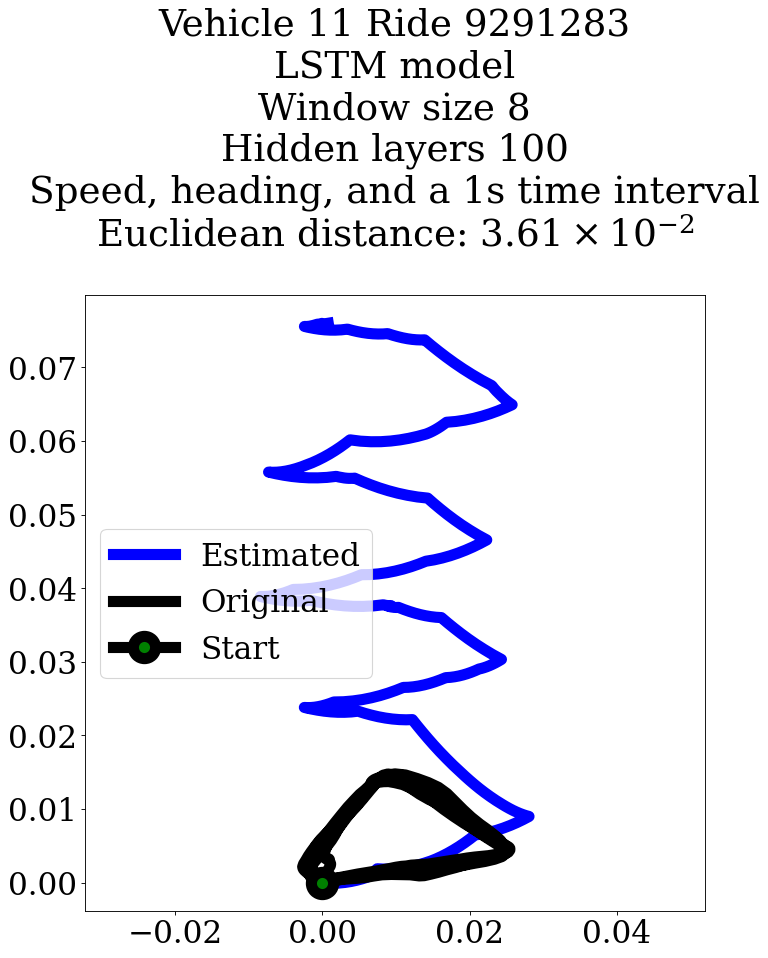 Vehicle 11 Ride 9291283
LSTM model
Window size 8
Hidden layers 100
Speed, heading, and a 1s time interval
Euclidean distance: 3.61 × 10⁻²
0.07
0.06
0.05
0.04
0.03
0.02
0.01
0.00
Estimated
Original
Start
−0.02 0.00 0.02 0.04